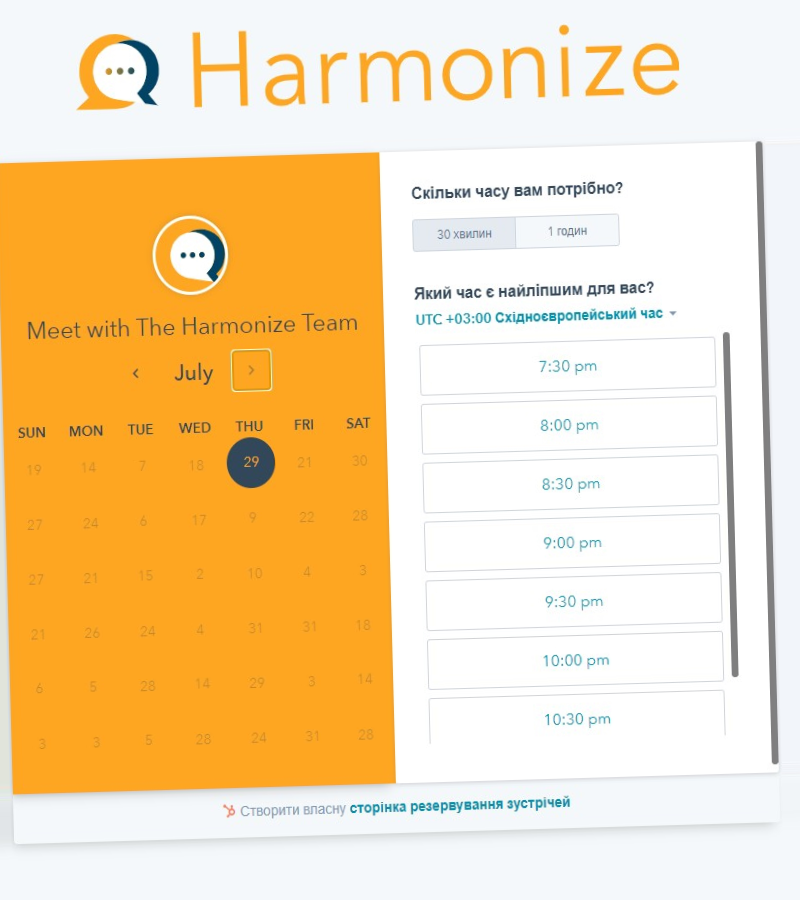 Harmonize
Meet with The Harmonize Team
July
SUN MON TUE WED THU FRI SAT
19 14 7 18 29 21 30
27 24 6 17 9 22 28
27 21 15 2 10 4 3
21 26 24 4 31 31 18
6 5 28 14 29 3 14
3 3 5 28 24 31 28
Скільки часу вам потрібно?
30 хвилин 1 годин
Який час є найліпшим для вас?
UTC +03:00 Східноєвропейський час
7:30 pm
8:00 pm
8:30 pm
9:00 pm
9:30 pm
10:00 pm
10:30 pm
Створити власну сторінка резервування зустрічей